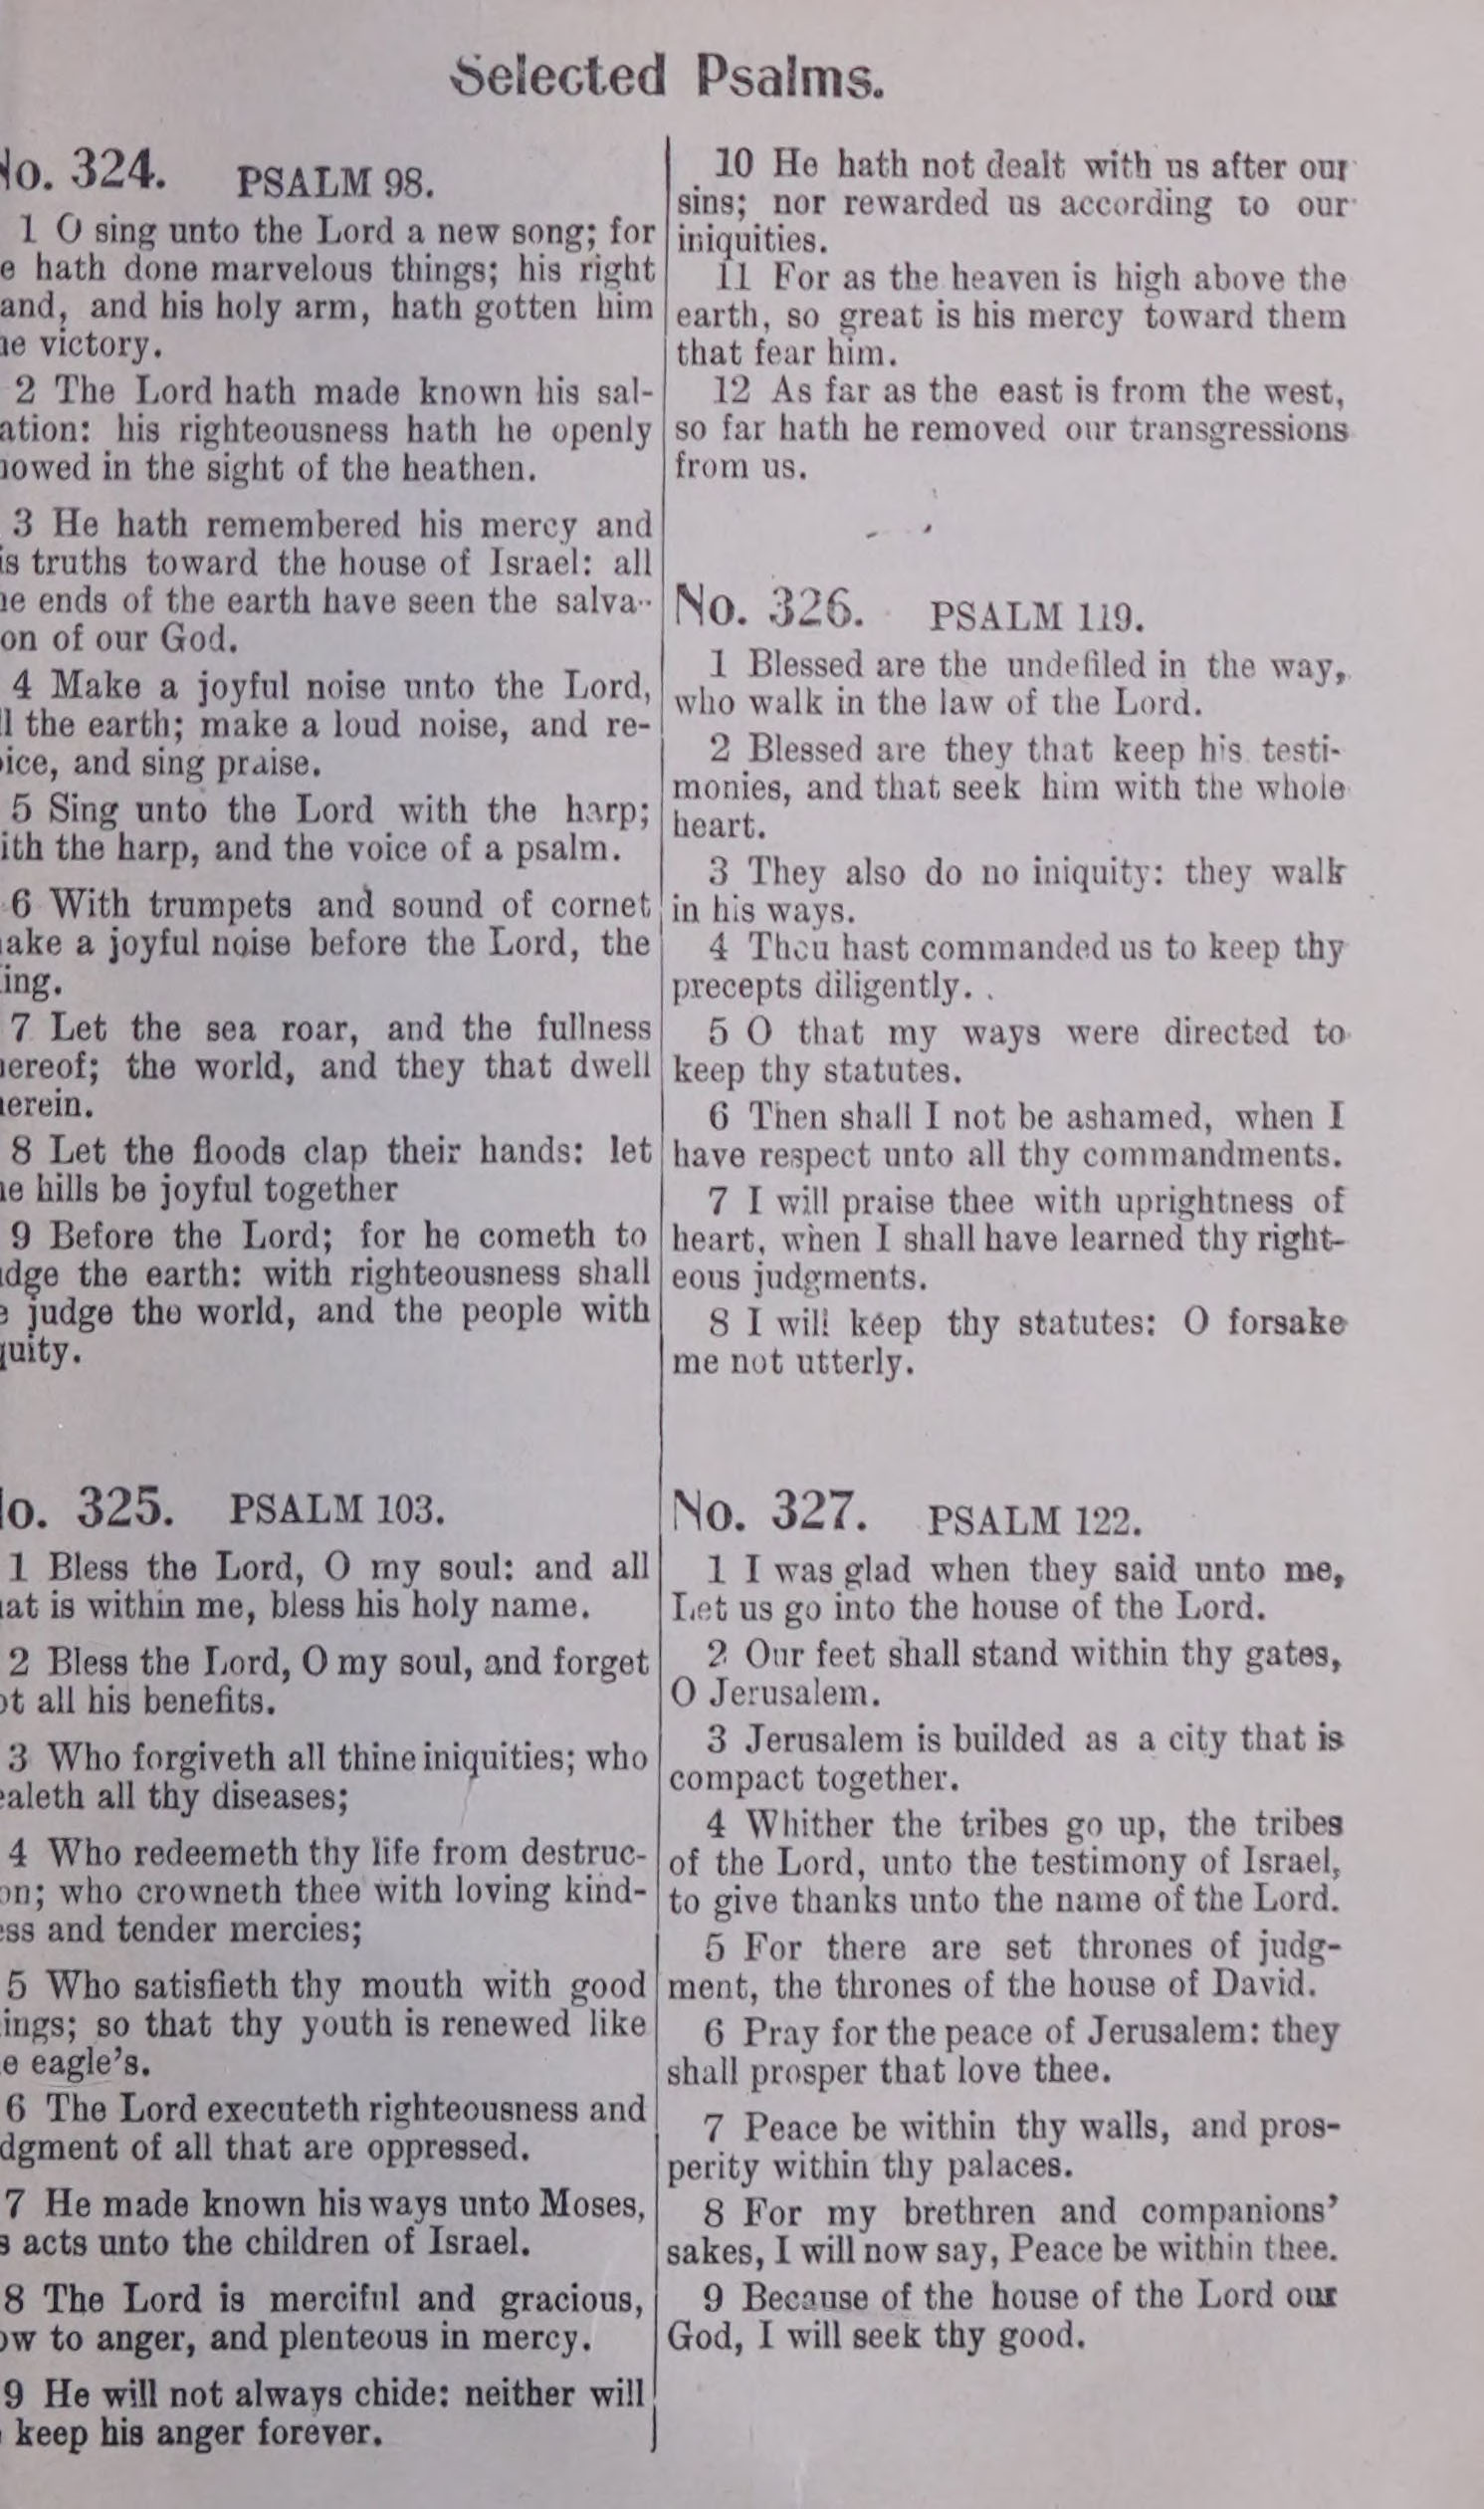 Selected Psalms.
No. 324. PSALM 98.
1 O sing unto the Lord a new song; for
e hath done marvelous things; his right
and, and his holy arm, hath gotten him
he victory.
2 The Lord hath made known his sal-
ation: his righteousness hath he openly
howed in the sight of the heathen.
3 He hath remembered his mercy and
is truths toward the house of Israel: all
he ends of the earth have seen the salva-
on of our God.
4 Make a joyful noise unto the Lord,
ll the earth; make a loud noise, and re-
oice, and sing praise.
5 Sing unto the Lord with the harp;
ith the harp, and the voice of a psalm.
6 With trumpets and sound of cornet
ake a joyful noise before the Lord, the
ing.
7 Let the sea roar, and the fullness
hereof; the world, and they that dwell
herein.
8 Let the floods clap their hands: let
he hills be joyful together
9 Before the Lord; for he cometh to
udge the earth: with righteousness shall
e judge the world, and the people with
quity.
No. 325. PSALM 103.
1 Bless the Lord, O my soul: and all
hat is within me, bless his holy name.
2 Bless the Lord, O my soul, and forget
ot all his benefits.
3 Who forgiveth all thine iniquities; who
ealeth all thy diseases;
4 Who redeemeth thy life from destruc-
on; who crowneth thee with loving kind-
ess and tender mercies;
5 Who satisfieth thy mouth with good
ings; so that thy youth is renewed like
e eagle's.
6 The Lord executeth righteousness and
dgment of all that are oppressed.
7 He made known his ways unto Moses,
s acts unto the children of Israel.
8 The Lord is merciful and gracious,
ow to anger, and plenteous in mercy.
9 He will not always chide: neither will
keep his anger forever.
10 He hath not dealt with us after our
sins; nor rewarded us according to our
iniquities.
11 For as the heaven is high above the
earth, so great is his mercy toward them
that fear him.
12 As far as the east is from the west,
so far hath he removed our transgressions
from us.
No. 326. PSALM 119.
1 Blessed are the undefiled in the way,
who walk in the law of the Lord.
2 Blessed are they that keep his testi-
monies, and that seek him with the whole
heart.
3 They also do no iniquity: they walk
in his ways.
4 Thou hast commanded us to keep thy
precepts diligently.
5 O that my ways were directed to
keep thy statutes.
6 Then shall I not be ashamed, when I
have respect unto all thy commandments.
7 I will praise thee with uprightness of
heart, when I shall have learned thy right-
eous judgments.
8 I will keep thy statutes: O forsake
me not utterly.
No. 327. PSALM 122.
1 I was glad when they said unto me,
Let us go into the house of the Lord.
2 Our feet shall stand within thy gates,
O Jerusalem.
3 Jerusalem is builded as a city that is
compact together.
4 Whither the tribes go up, the tribes
of the Lord, unto the testimony of Israel,
to give thanks unto the name of the Lord.
5 For there are set thrones of judg-
ment, the thrones of the house of David.
6 Pray for the peace of Jerusalem: they
shall prosper that love thee.
7 Peace be within thy walls, and pros-
perity within thy palaces.
8 For my brethren and companions'
sakes, I will now say, Peace be within thee.
9 Because of the house of the Lord our
God, I will seek thy good.